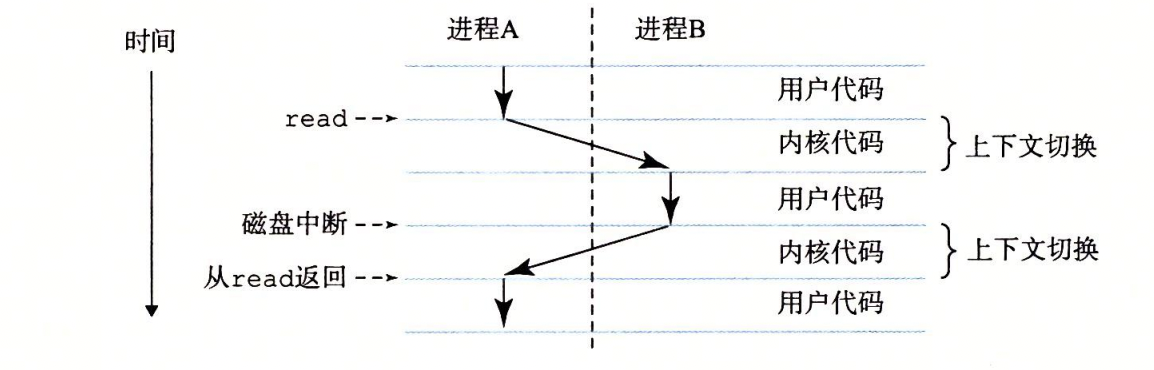 时间
进程A
进程B
用户代码
read
内核代码
上下文切换
用户代码
磁盘中断
内核代码
上下文切换
从read返回
用户代码